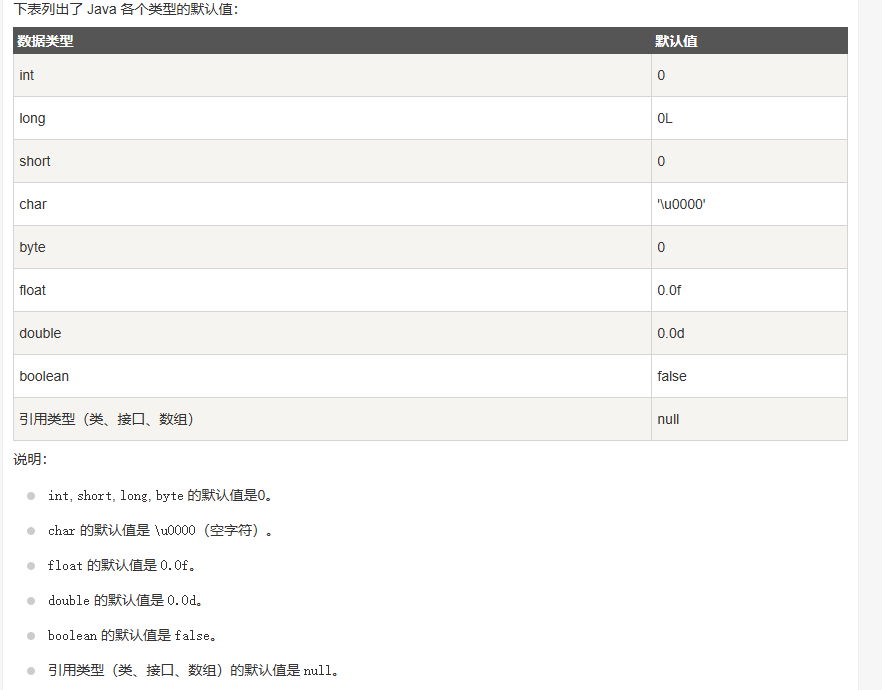 下表列出了 Java 各个类型的默认值：
数据类型 默认值
int 0
long 0L
short 0
char '\u0000'
byte 0
float 0.0f
double 0.0d
boolean false
引用类型（类、接口、数组） null
说明：
int, short, long, byte 的默认值是0。
char 的默认值是 \u0000（空字符）。
float 的默认值是 0.0f。
double 的默认值是 0.0d。
boolean 的默认值是 false。
引用类型（类、接口、数组）的默认值是 null。